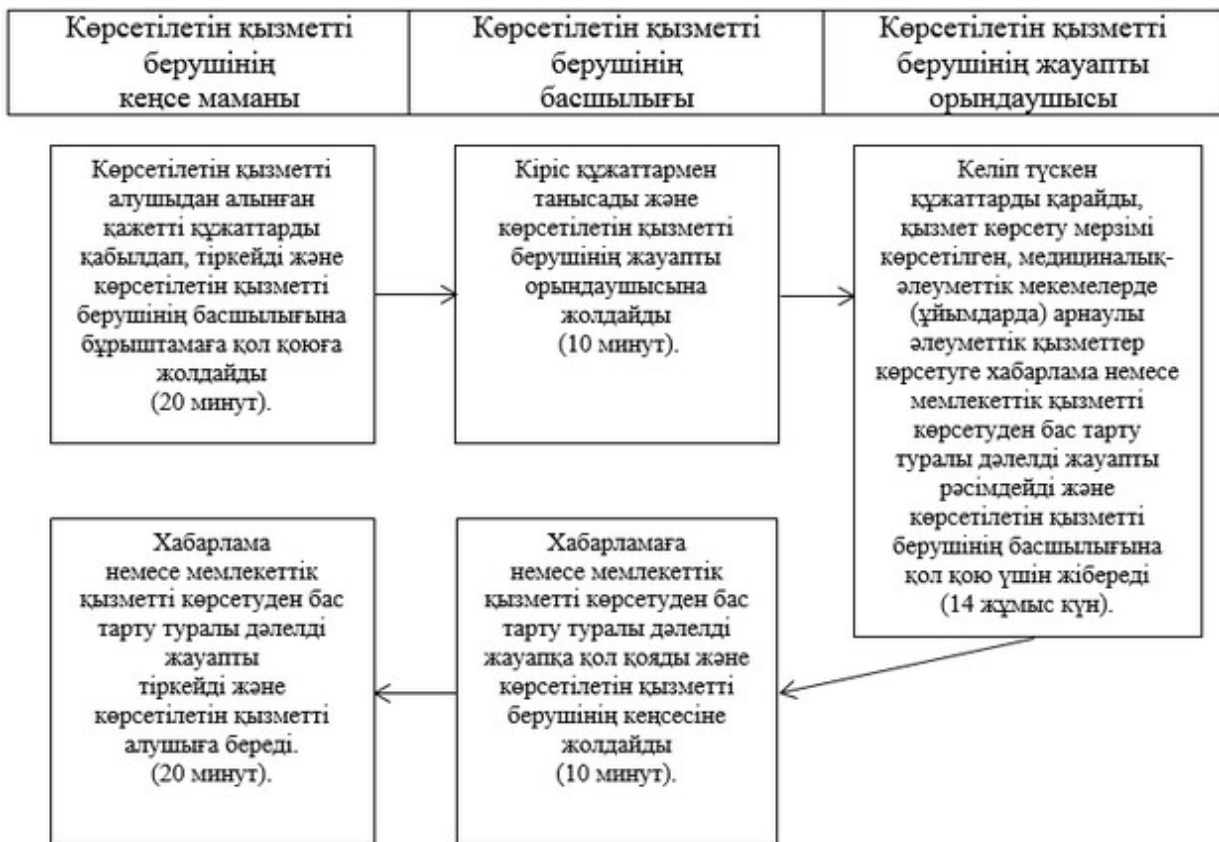 Көрсетілетін қызметті
берушінің
кеңсе маманы
Көрсетілетін қызметті
берушінің
басшылығы
Көрсетілетін қызметті
берушінің жауапты
орындаушысы
Көрсетілетін қызметті
алушыдан алынған
қажетті құжаттарды
қабылдап, тіркейді және
көрсетілетін қызметті
берушінің басшылығына
бұрыштамаға қол қоюға
жолдайды
(20 минут).
Кіріс құжаттармен
танысады және
көрсетілетін қызметті
берушінің жауапты
орындаушысына
жолдайды
(10 минут).
Келіп түскен
құжаттарды қарайды,
қызмет көрсету мерзімі
көрсетілген, медициналық-
әлеуметтік мекемелерде
(ұйымдарда) арнаулы
әлеуметтік қызметтер
көрсетуге хабарлама немесе
мемлекеттік қызметті
көрсетуден бас тарту
туралы дәлелді жауапты
рәсімдейді және
көрсетілетін қызметті
берушінің басшылығына
қол қою үшін жібереді
(14 жұмыс күн).
Хабарлама
немесе мемлекеттік
қызметті көрсетуден бас
тарту туралы дәлелді
жауапты
тіркейді және
көрсетілетін қызметті
алушыға береді.
(20 минут).
Хабарламаға
немесе мемлекеттік
қызметті көрсетуден бас
тарту туралы дәлелді
жауапқа қол қояды және
көрсетілетін қызметті
берушінің кеңсесіне
жолдайды
(10 минут).